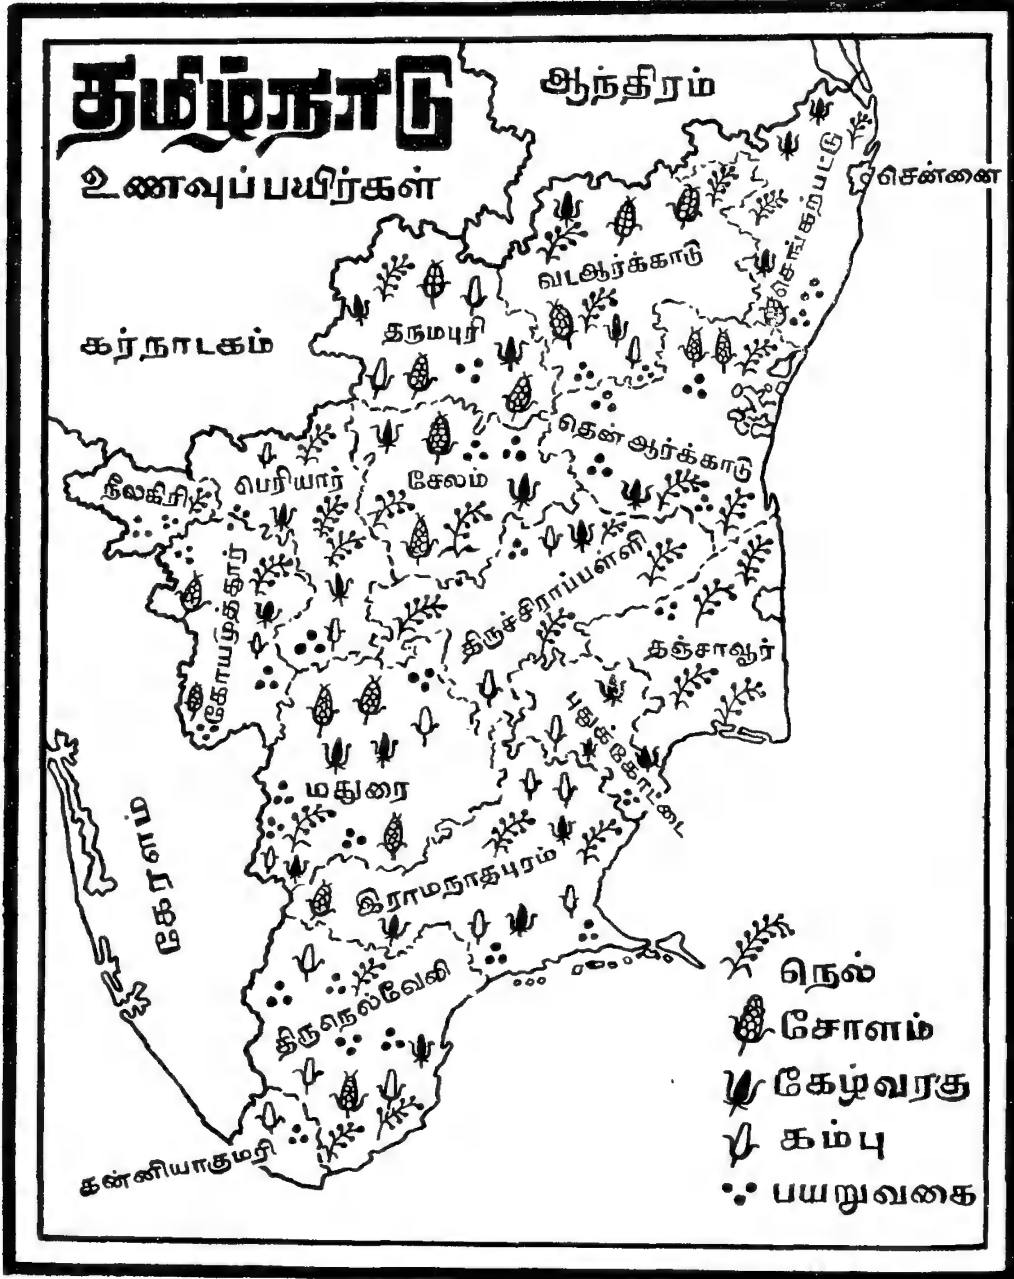 தமிழ்நாடு
உணவுப்பயிர்கள்
ஆந்திரம்
சென்னை
செங்கற்பட்டு
வடஆர்க்காடு
தருமபுரி
கர்நாடகம்
தென் ஆர்க்காடு
நீலகிரி
பெரியார்
சேலம்
கோயமுத்தூர்
திருச்சிராப்பள்ளி
தஞ்சாவூர்
புதுக்கோட்டை
மதுரை
கேரளம்
இராமநாதபுரம்
திருநெல்வேலி
கன்னியாகுமரி
நெல்
சோளம்
கேழ்வரகு
கம்பு
பயறுவகை